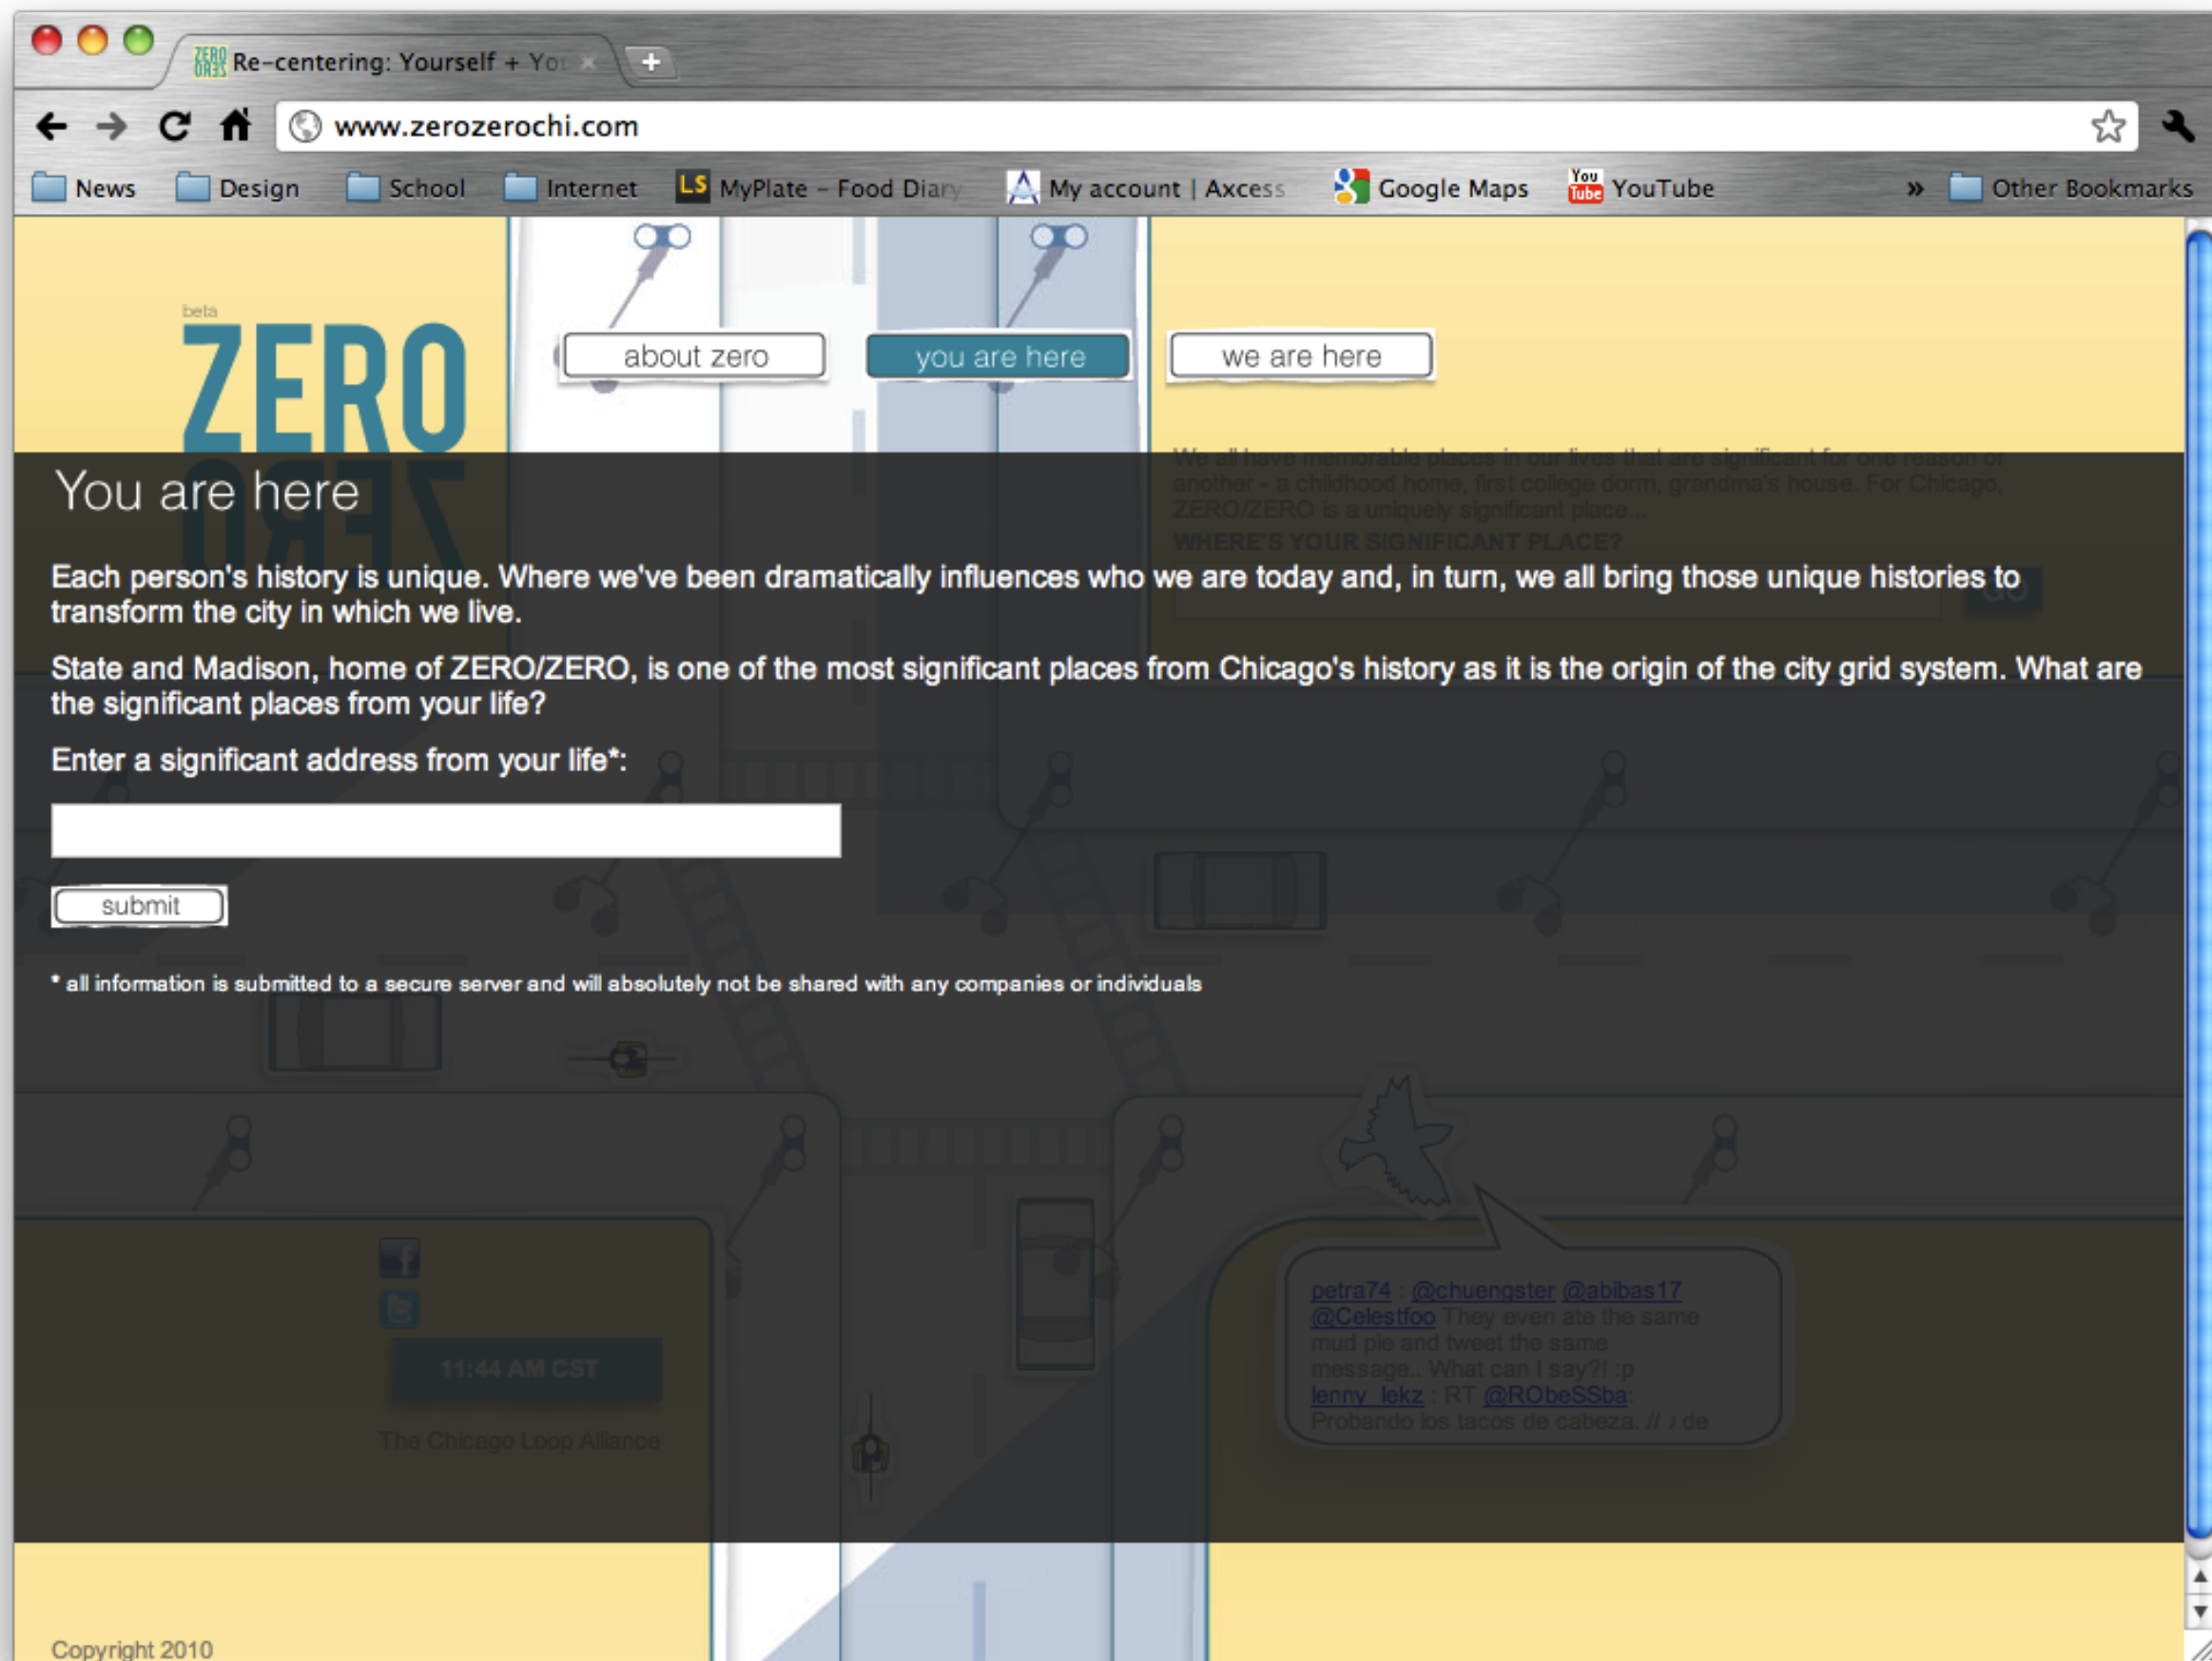 ZERO
ZERO
Re-centering: Yourself + You
www.zerozerochi.com
News
Design
School
Internet
LS MyPlate - Food Diary
My account | Axcess
Google Maps
You Tube YouTube
»
Other Bookmarks
beta
ZERO
ZERO
about zero
you are here
we are here
We all have memorable places in our lives that are significant for one reason or
another - a childhood home, first college dorm, grandma's house. For Chicago,
ZERO/ZERO is a uniquely significant place...
WHERE'S YOUR SIGNIFICANT PLACE?
GO
You are here
Each person's history is unique. Where we've been dramatically influences who we are today and, in turn, we all bring those unique histories to
transform the city in which we live.
State and Madison, home of ZERO/ZERO, is one of the most significant places from Chicago's history as it is the origin of the city grid system. What are
the significant places from your life?
Enter a significant address from your life*:
submit
* all information is submitted to a secure server and will absolutely not be shared with any companies or individuals
11:44 AM CST
The Chicago Loop Alliance
petra74 : @chuengster @abibas17
@Celestfoo They even ate the same
mud pie and tweet the same
message.. What can I say?! :p
lenny_lekz : RT @RObeSSba:
Probando los tacos de cabeza. // de
Copyright 2010